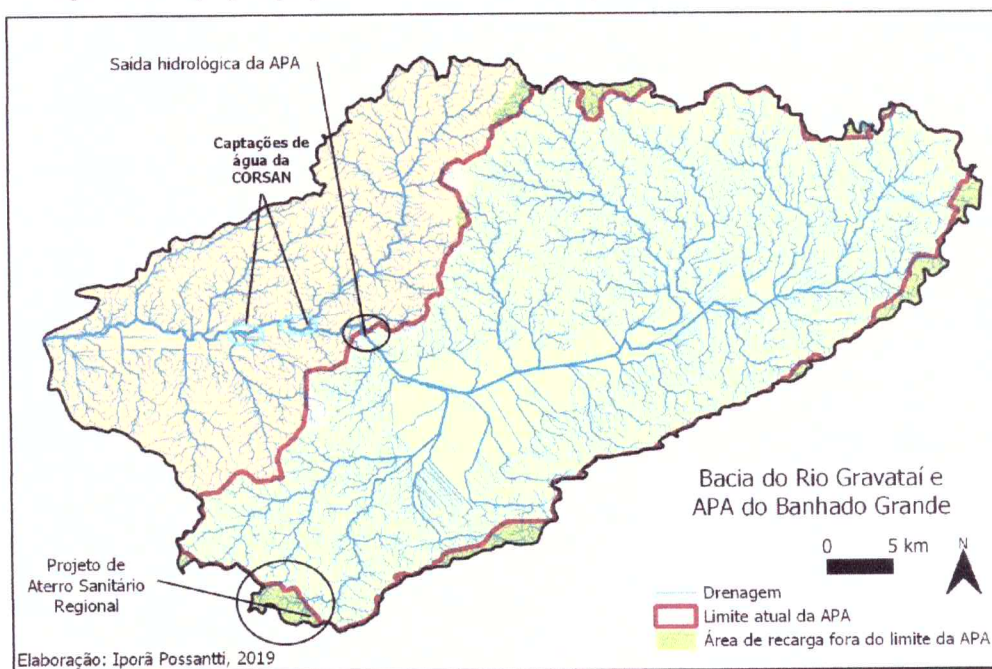 Saída hidrológica da APA
Captações de
água da
CORSAN
Projeto de
Aterro Sanitário
Regional
Bacia do Rio Gravataí e
APA do Banhado Grande
0 5 km
N
Drenagem
Limite atual da APA
Área de recarga fora do limite da APA
Elaboração: Iporã Possantti, 2019